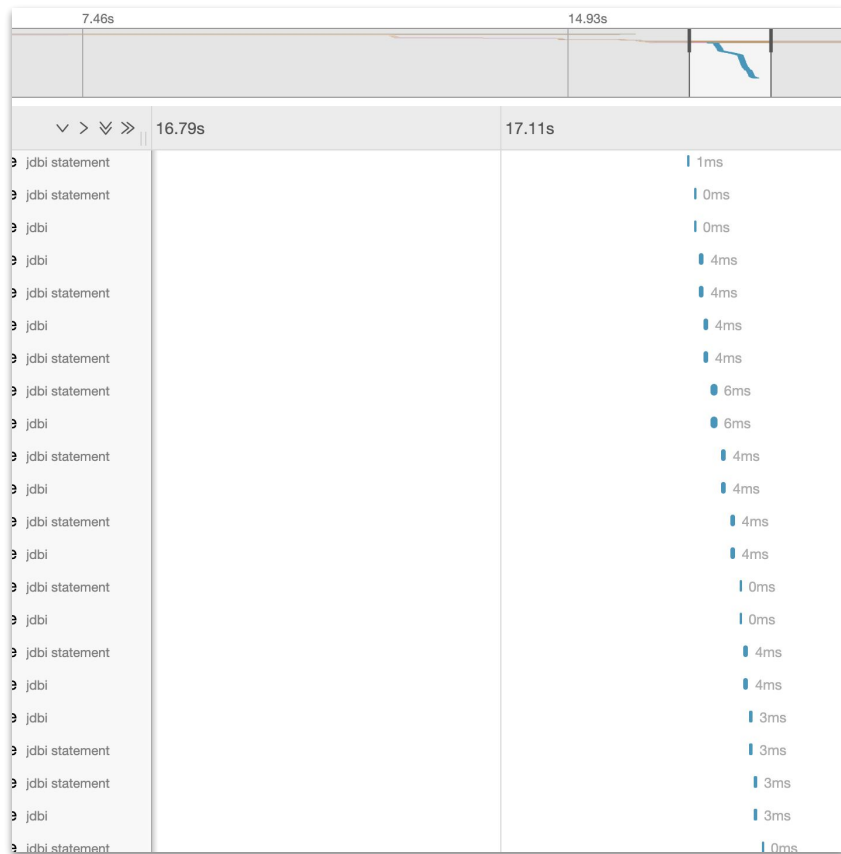 7.46s 14.93s
16.79s 17.11s
e jdbi statement 1ms
e jdbi statement 0ms
e jdbi 0ms
e jdbi 4ms
e jdbi statement 4ms
e jdbi 4ms
e jdbi statement 4ms
e jdbi statement 6ms
e jdbi 6ms
e jdbi statement 4ms
e jdbi 4ms
e jdbi statement 4ms
e jdbi 4ms
e jdbi statement 0ms
e jdbi 0ms
e jdbi statement 4ms
e jdbi 4ms
e jdbi 3ms
e jdbi statement 3ms
e jdbi statement 3ms
e jdbi 3ms
e jdbi statement 0ms